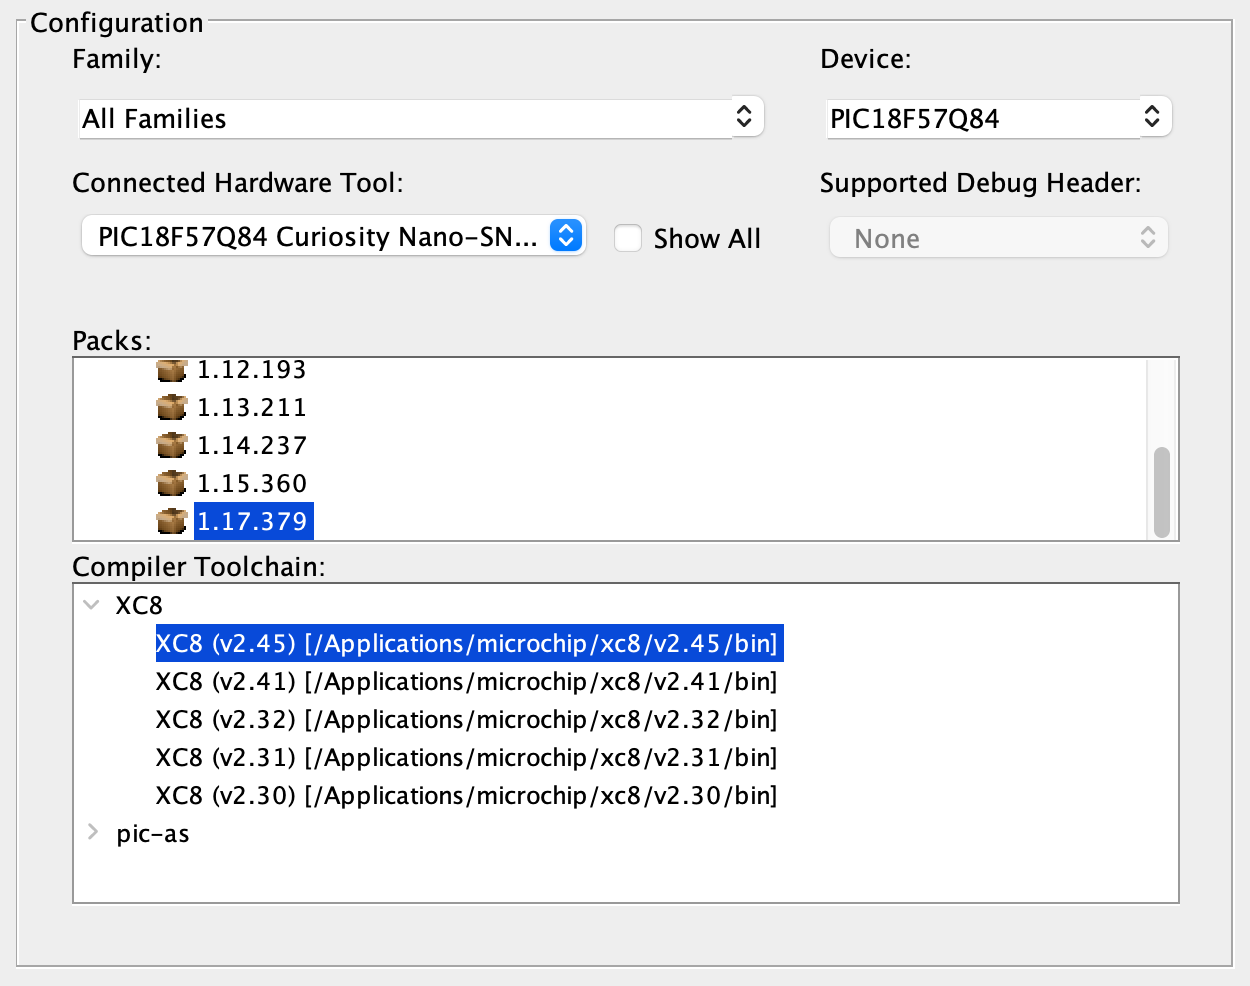 Configuration
Family:
Device:
All Families
PIC18F57Q84
Connected Hardware Tool:
Supported Debug Header:
PIC18F57Q84 Curiosity Nano-SN...
Show All
None
Packs:
1.12.193
1.13.211
1.14.237
1.15.360
1.17.379
Compiler Toolchain:
XC8
XC8 (v2.45) [/Applications/microchip/xc8/v2.45/bin]
XC8 (v2.41) [/Applications/microchip/xc8/v2.41/bin]
XC8 (v2.32) [/Applications/microchip/xc8/v2.32/bin]
XC8 (v2.31) [/Applications/microchip/xc8/v2.31/bin]
XC8 (v2.30) [/Applications/microchip/xc8/v2.30/bin]
pic-as